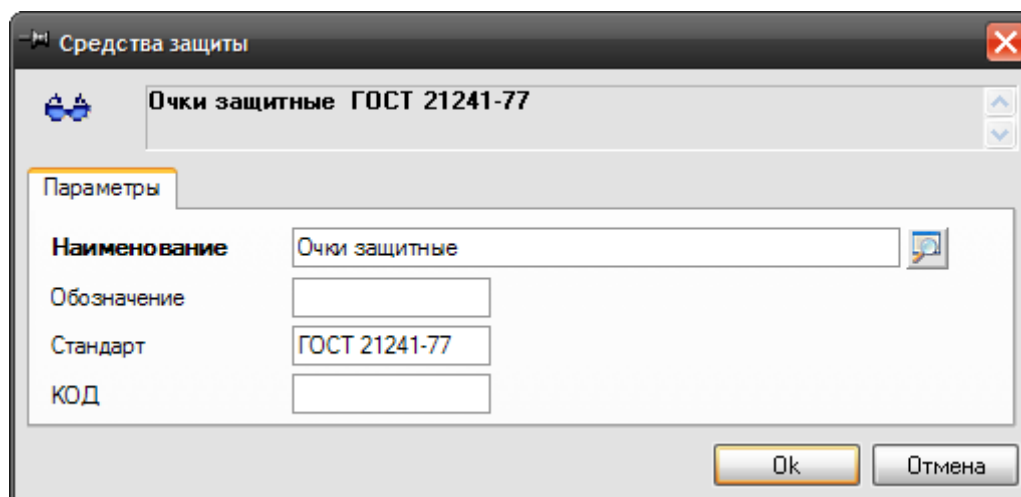 Средства защиты
Очки защитные ГОСТ 21241-77
Параметры
Наименование Очки защитные
Обозначение
Стандарт ГОСТ 21241-77
КОД
Ok Отмена